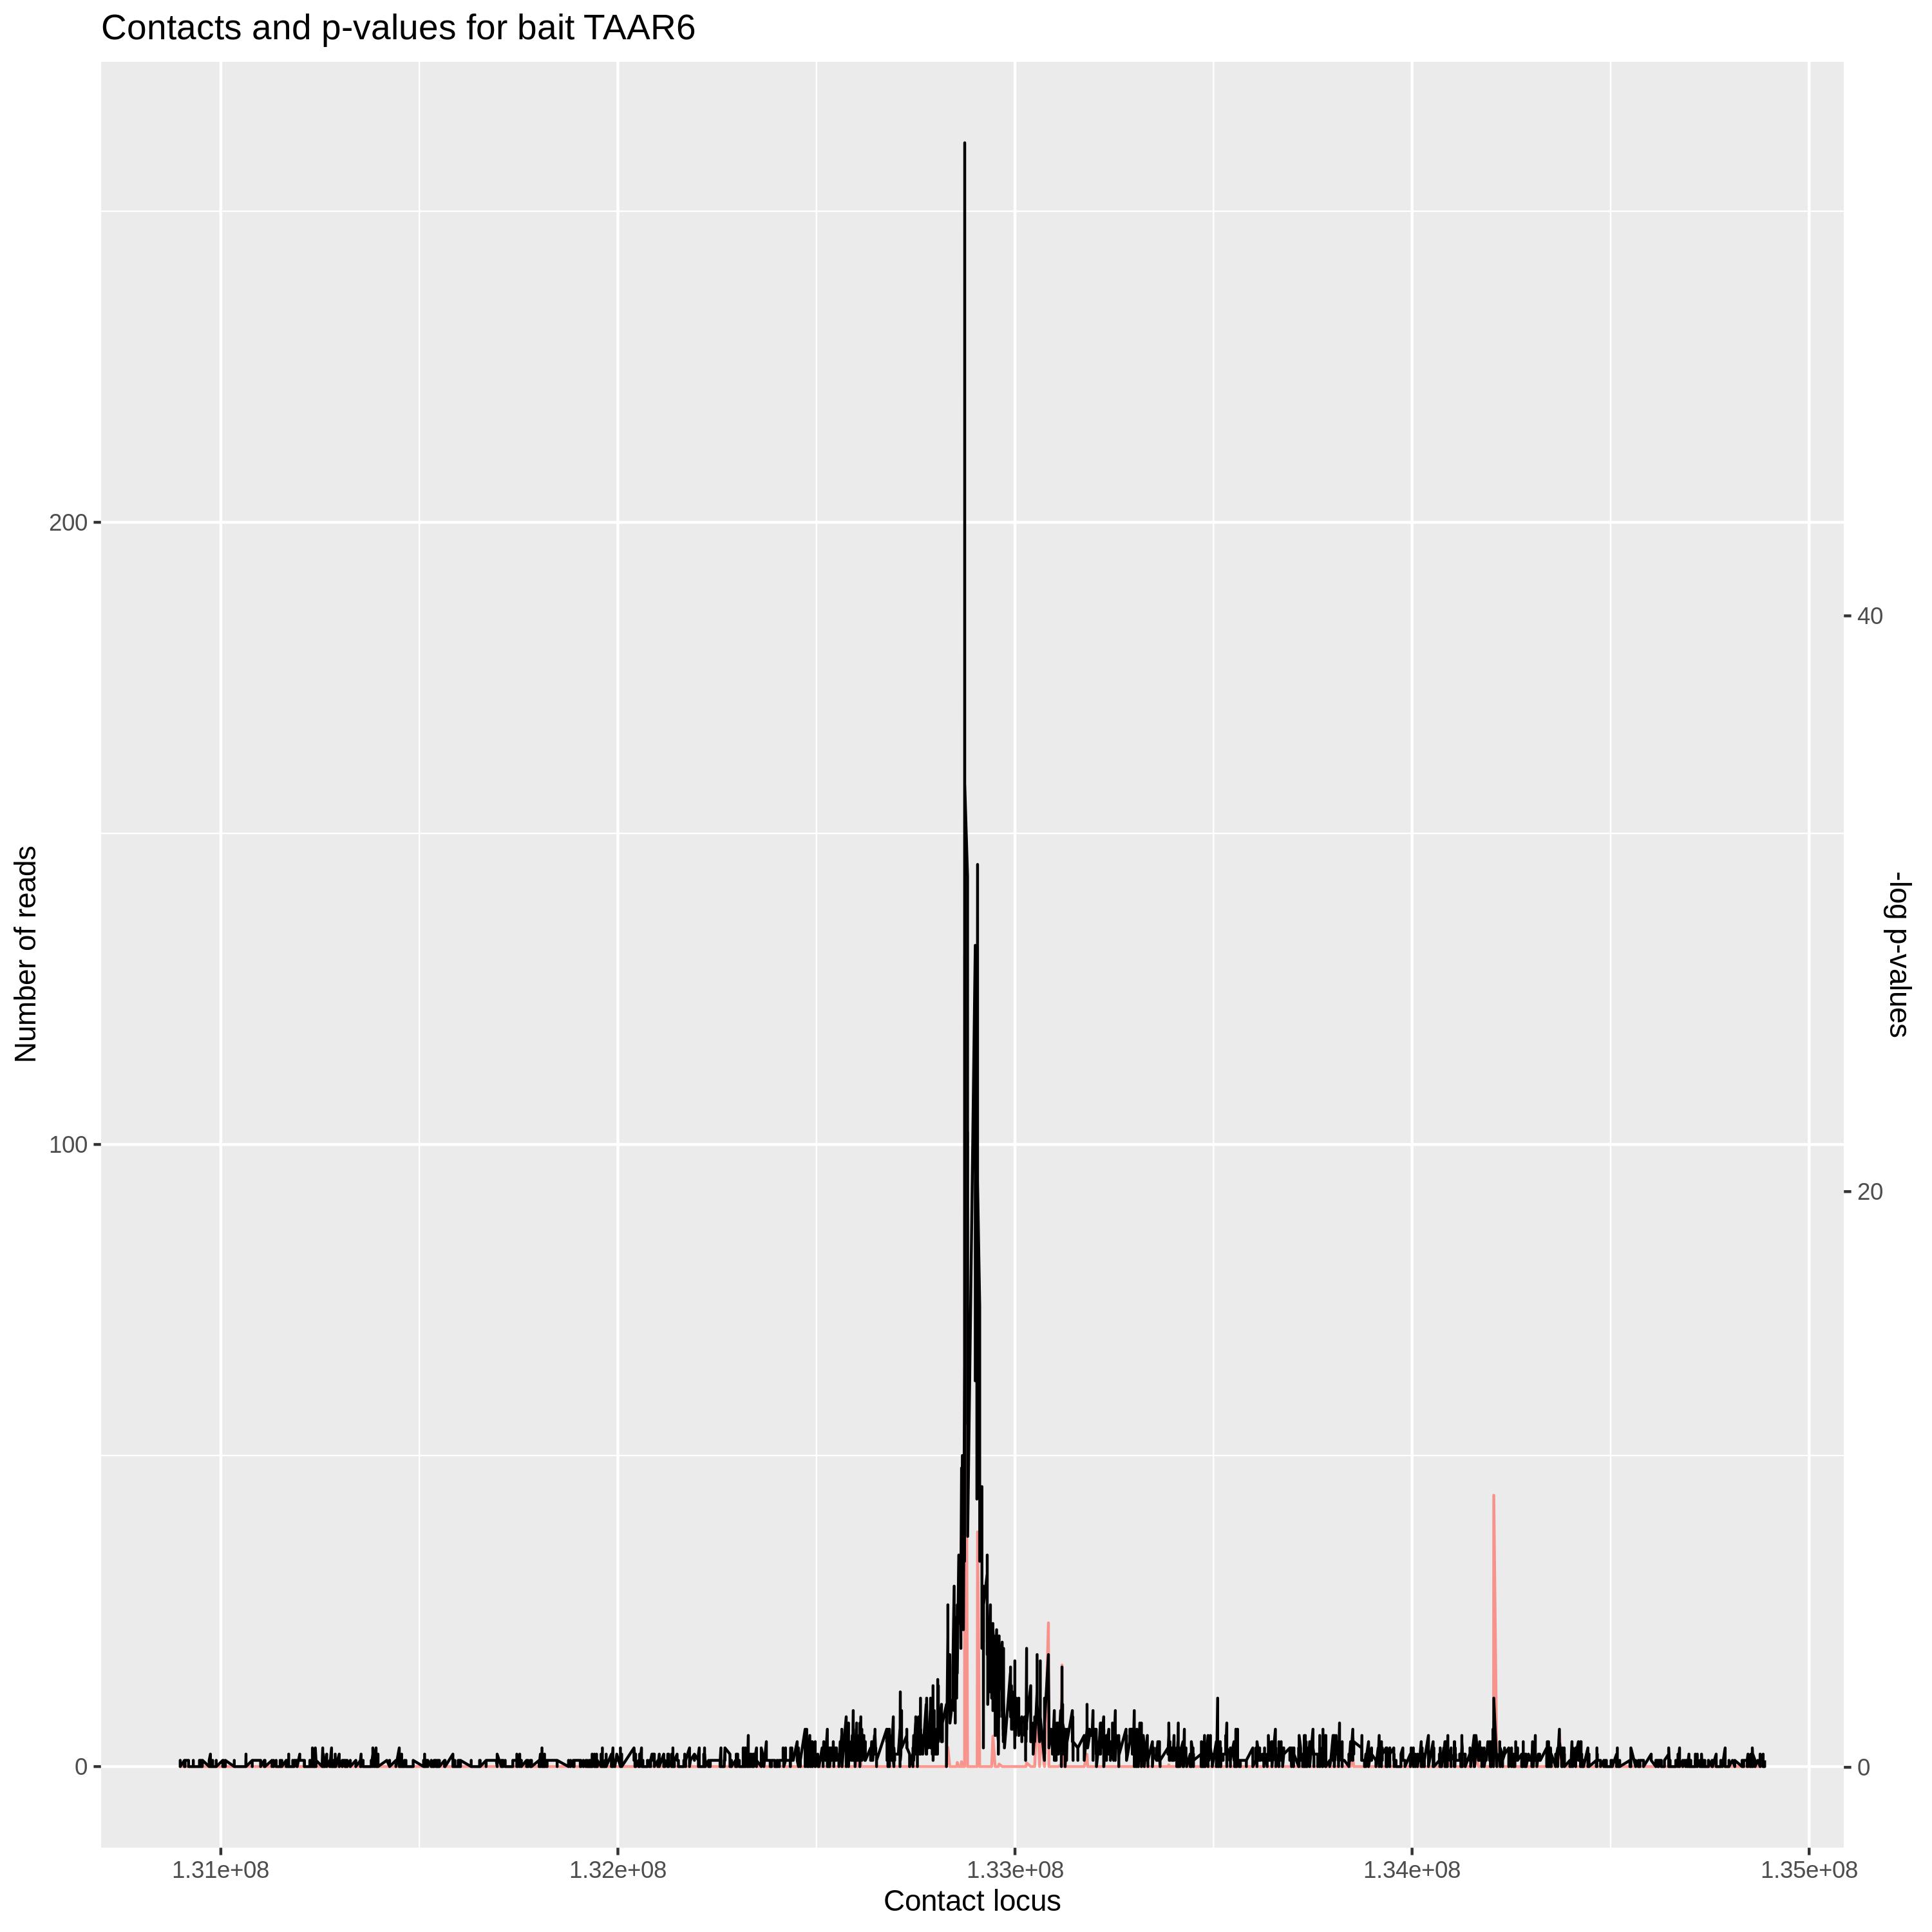 Contacts and p-values for bait TAAR6
200
100
0
Number of reads
40
20
0
-log p-values
1.31e+08
1.32e+08
1.33e+08
1.34e+08
1.35e+08
Contact locus